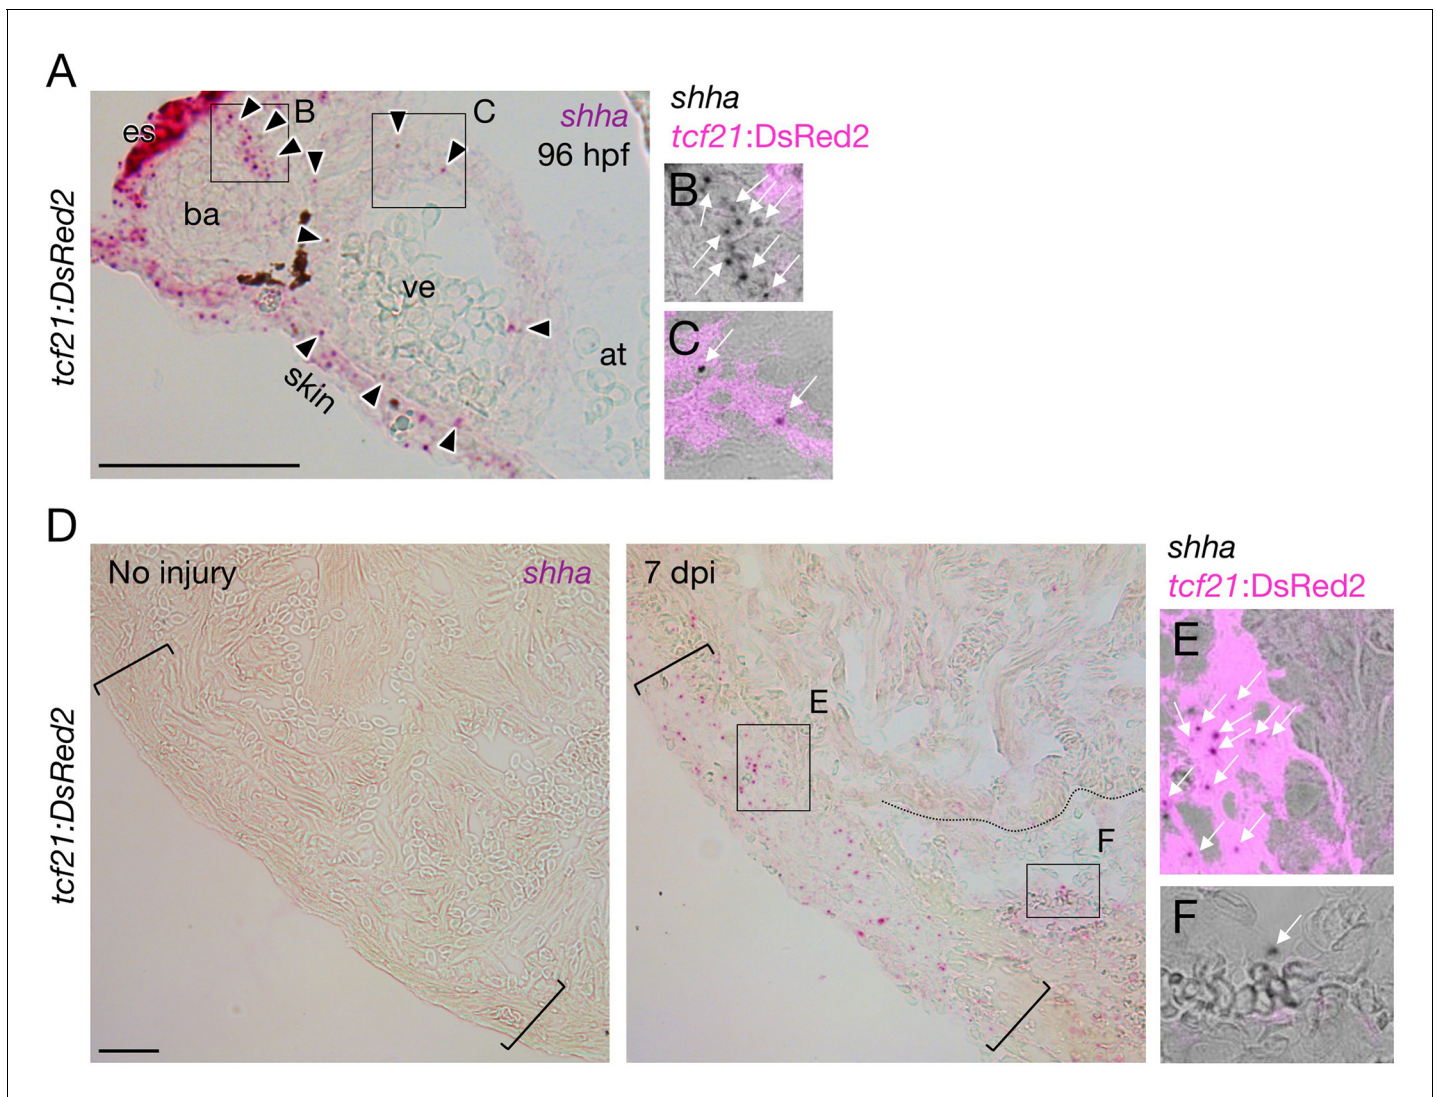 A
tcf21:DsRed2
es
B
C
shha
96 hpf
ba
ve
at
skin
shha
tcf21:DsRed2
B
C
D
tcf21:DsRed2
No injury
shha
7 dpi
E
F
shha
tcf21:DsRed2
E
F